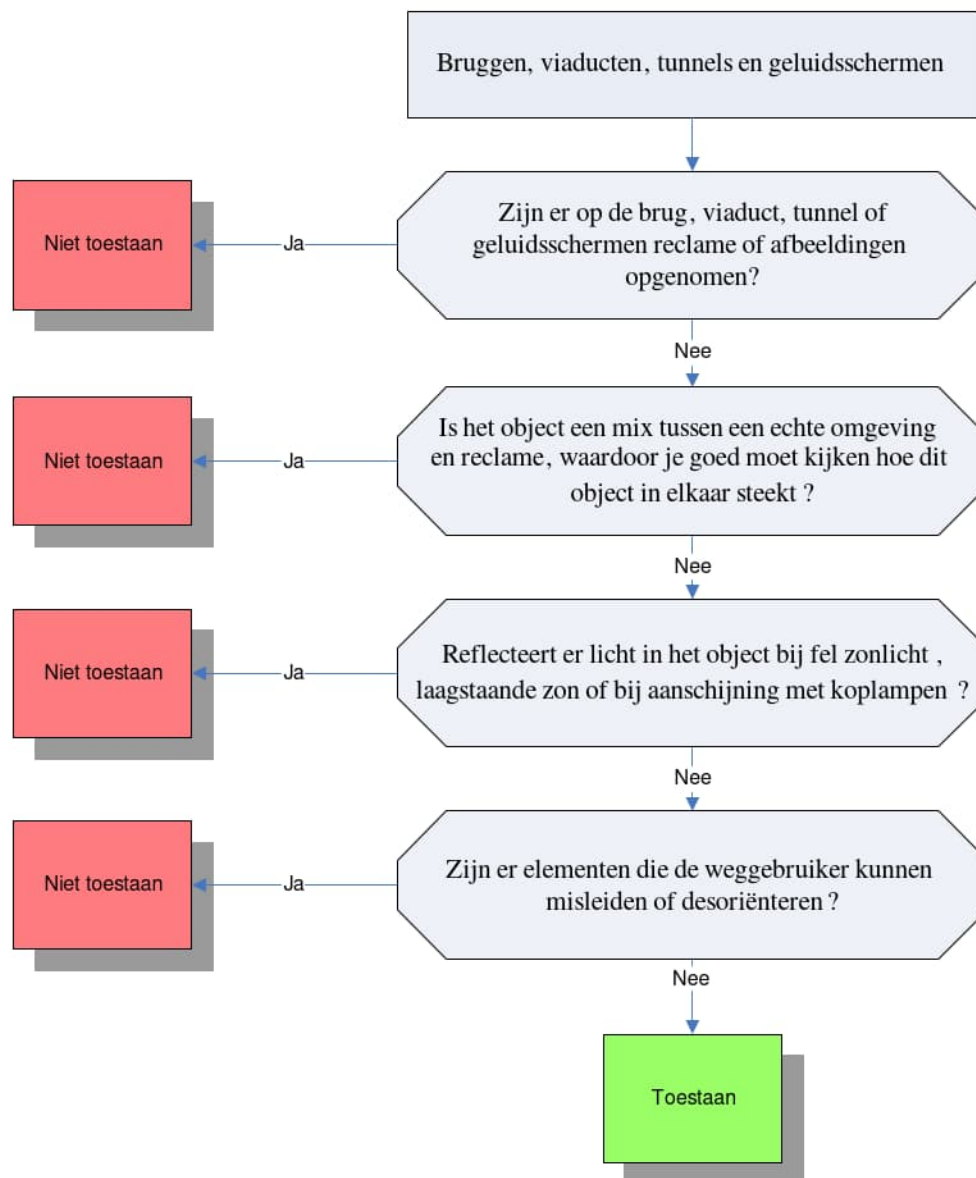 Bruggen, viaducten, tunnels en geluidsschermen
Zijn er op de brug, viaduct, tunnel of
geluidsschermen reclame of afbeeldingen
opgenomen?
Ja
Niet toestaan
Nee
Is het object een mix tussen een echte omgeving
en reclame, waardoor je goed moet kijken hoe dit
object in elkaar steekt ?
Ja
Niet toestaan
Nee
Reflecteert er licht in het object bij fel zonlicht ,
laagstaande zon of bij aanschijning met koplampen ?
Ja
Niet toestaan
Nee
Zijn er elementen die de weggebruiker kunnen
misleiden of desoriënteren ?
Ja
Niet toestaan
Nee
Toestaan